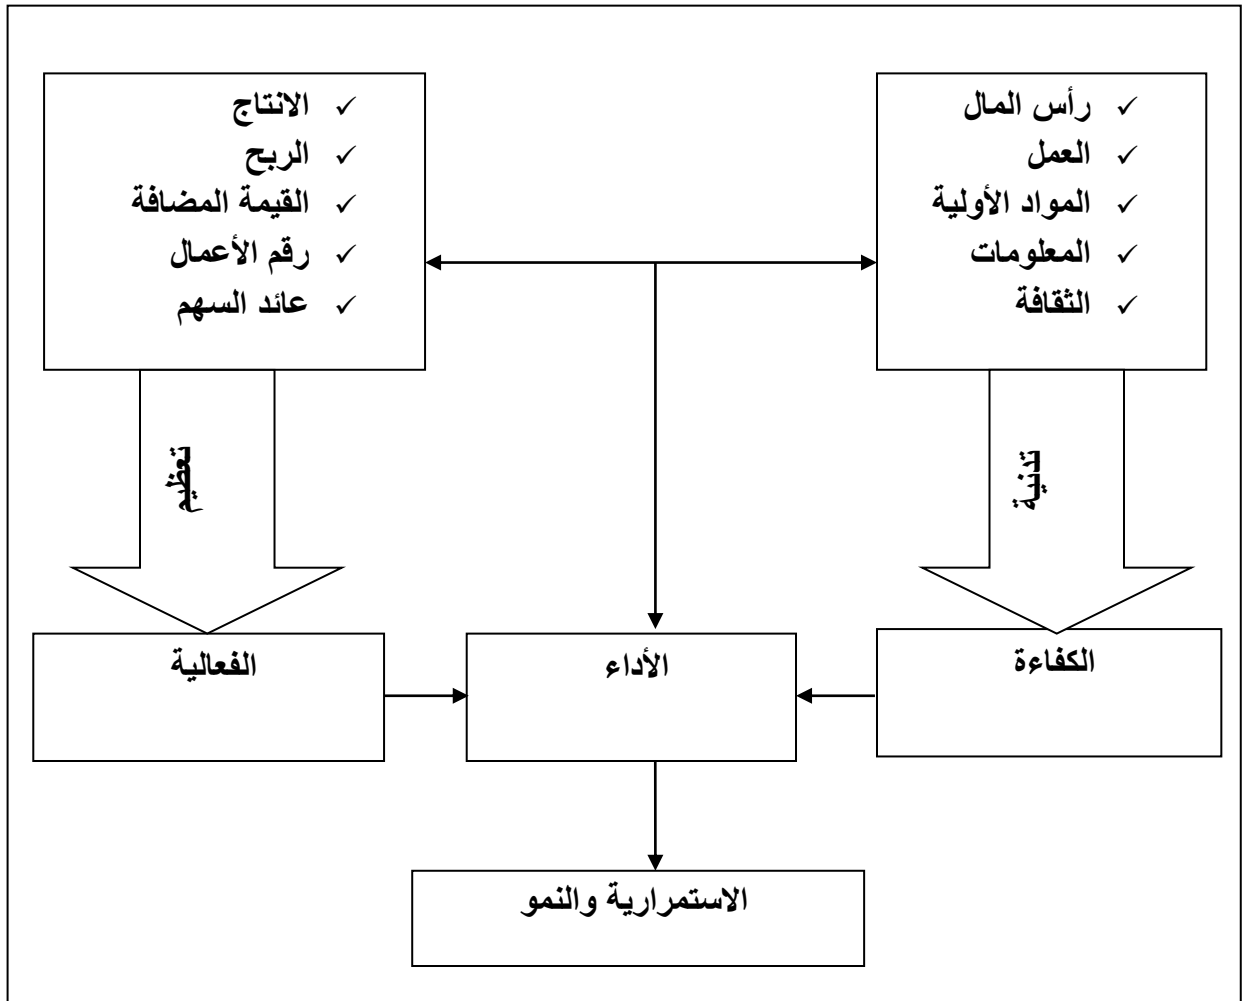 رأس المال
العمل
المواد الأولية
المعلومات
الثقافة
الانتاج
الربح
القيمة المضافة
رقم الأعمال
عائد السهم
تدنية
تعظيم
الكفاءة
الأداء
الفعالية
الاستمرارية والنمو